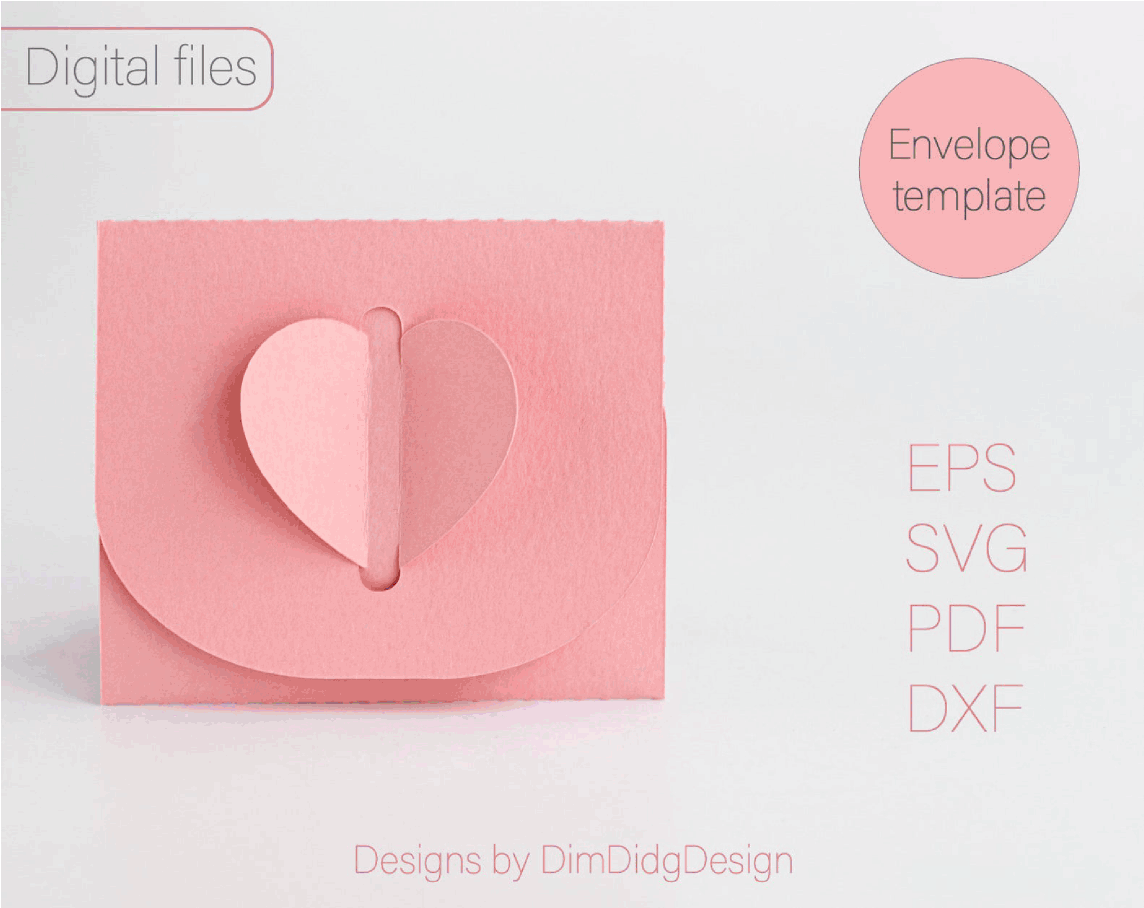 Digital files
Envelope
template
EPS
SVG
PDF
DXF
Designs by DimDidgDesign